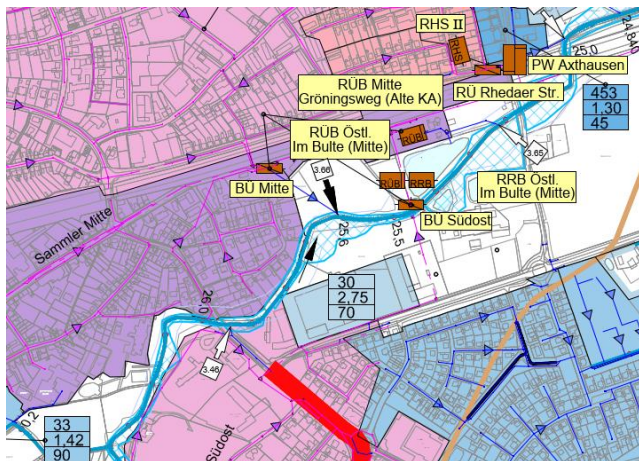 RHS II
RHS
PW Axthausen
RÜB Mitte
Gröningsweg (Alte KA)
RÜ Rhedaer Str.
RÜB Östl.
Im Bulte (Mitte)
RÜB
BÜ Mitte
3.66
3.65
RÜB
RRB
RRB Östl.
Im Bulte (Mitte)
BÜ Südost
25.0
24.84
453
1,30
45
Sammler Mitte
25.6
25.5
26.0
30
2,75
70
3.46
0.2
33
1,42
90
Südost